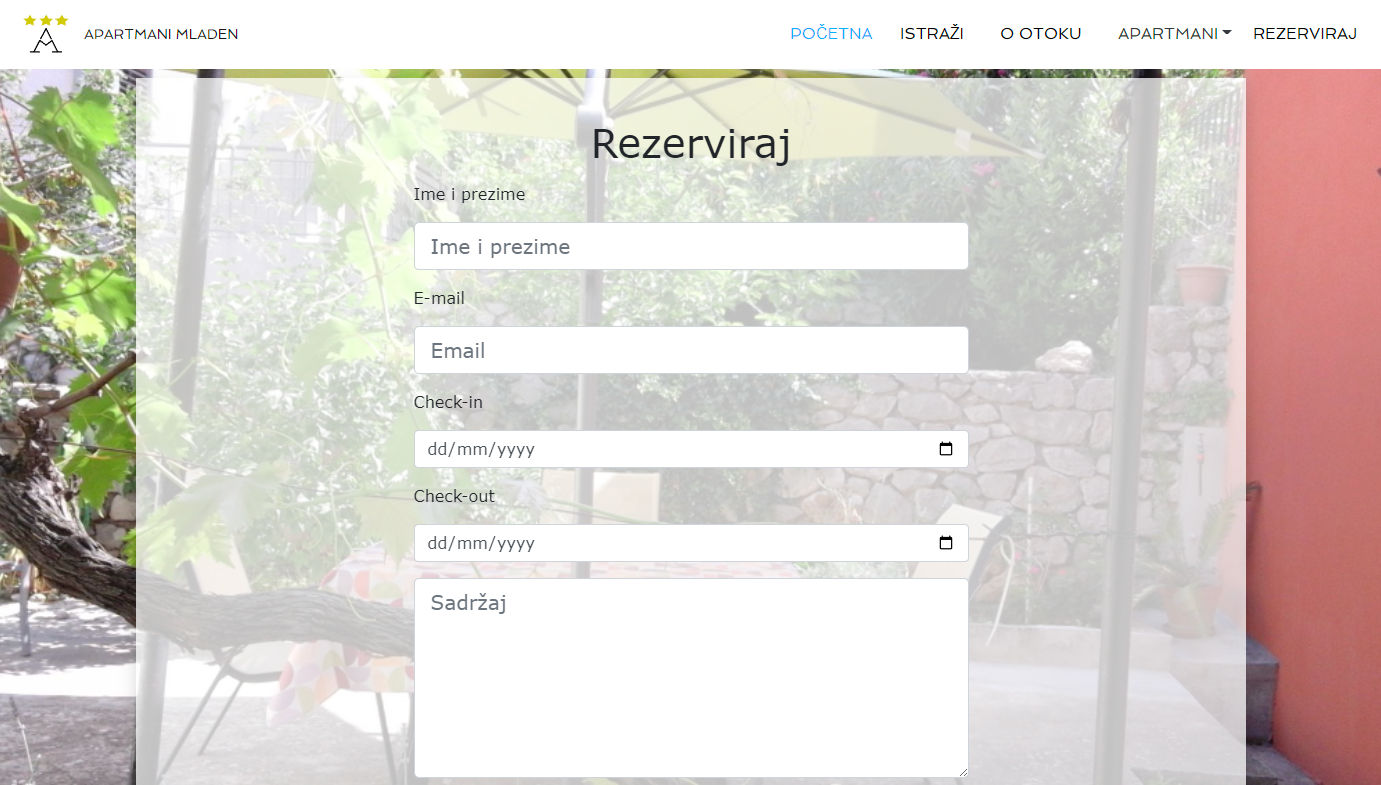 APARTMANI MLADEN
POČETNA ISTRAŽI O OTOKU APARTMANI REZERVIRAJ
Rezerviraj
Ime i prezime
Ime i prezime
E-mail
Email
Check-in
dd/mm/yyyy
Check-out
dd/mm/yyyy
Sadržaj